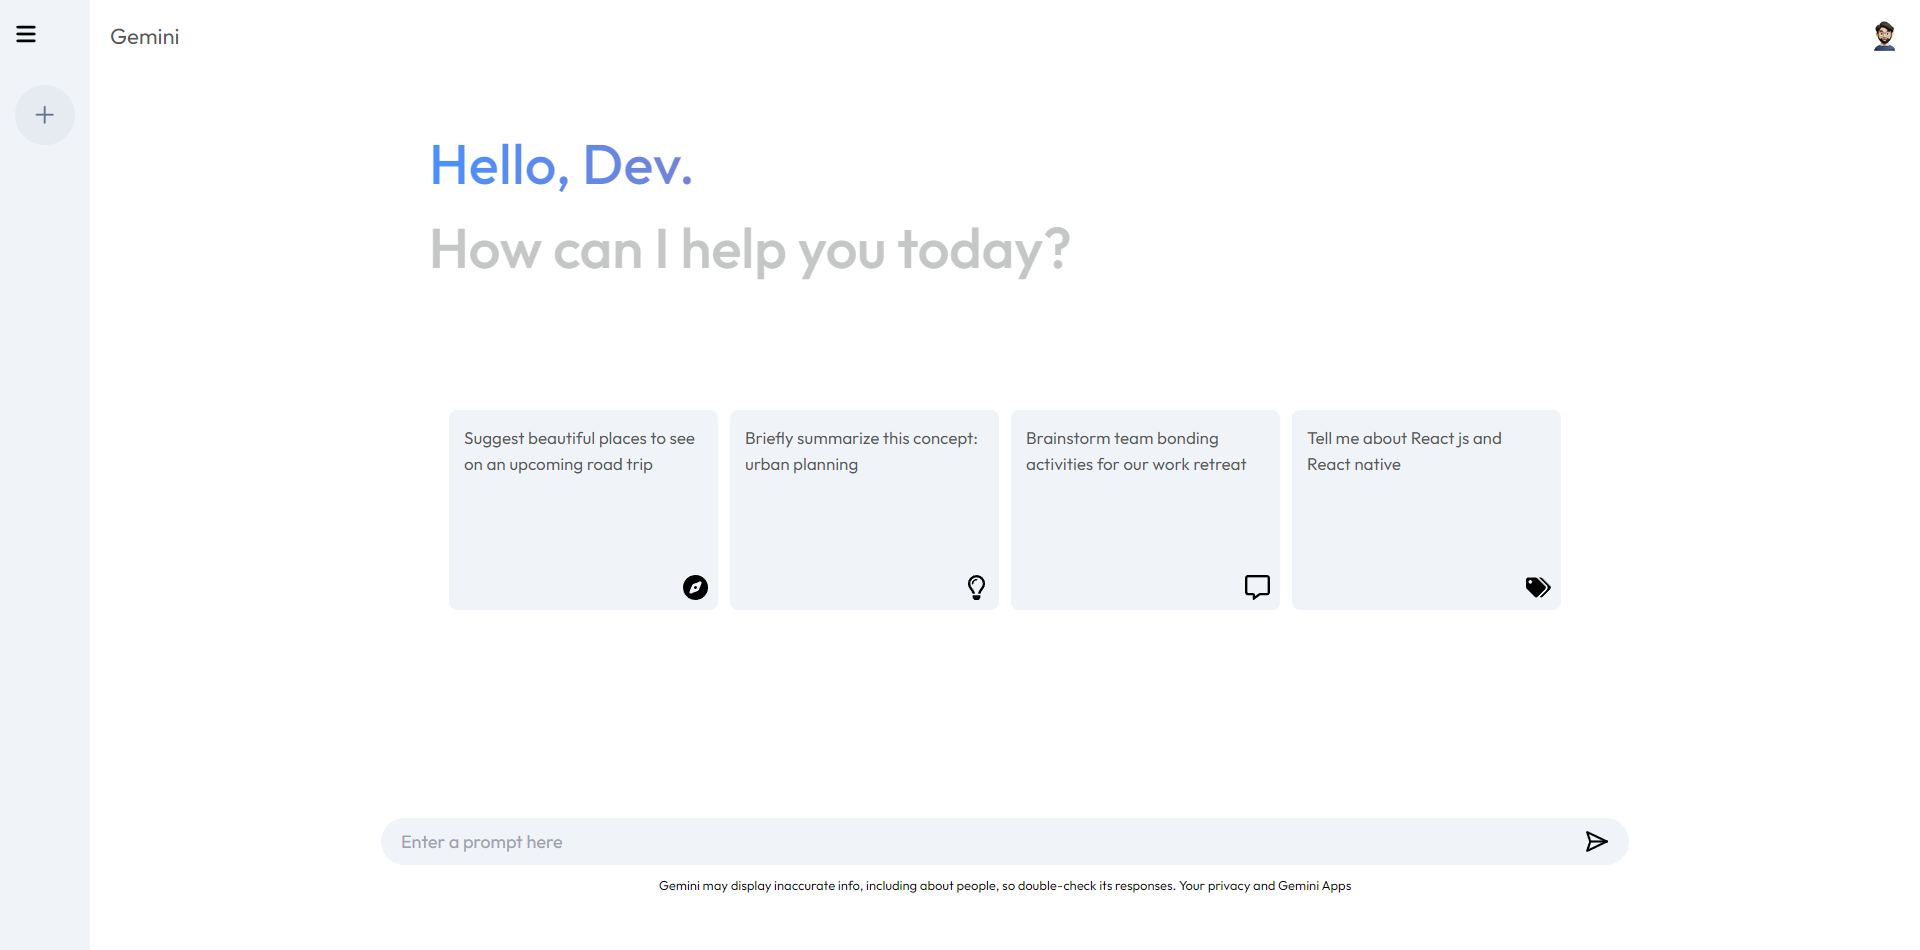 Gemini
Hello, Dev.
How can I help you today?
Suggest beautiful places to see
on an upcoming road trip
Briefly summarize this concept:
urban planning
Brainstorm team bonding
activities for our work retreat
Tell me about React js and
React native
Enter a prompt here
Gemini may display inaccurate info, including about people, so double-check its responses. Your privacy and Gemini Apps